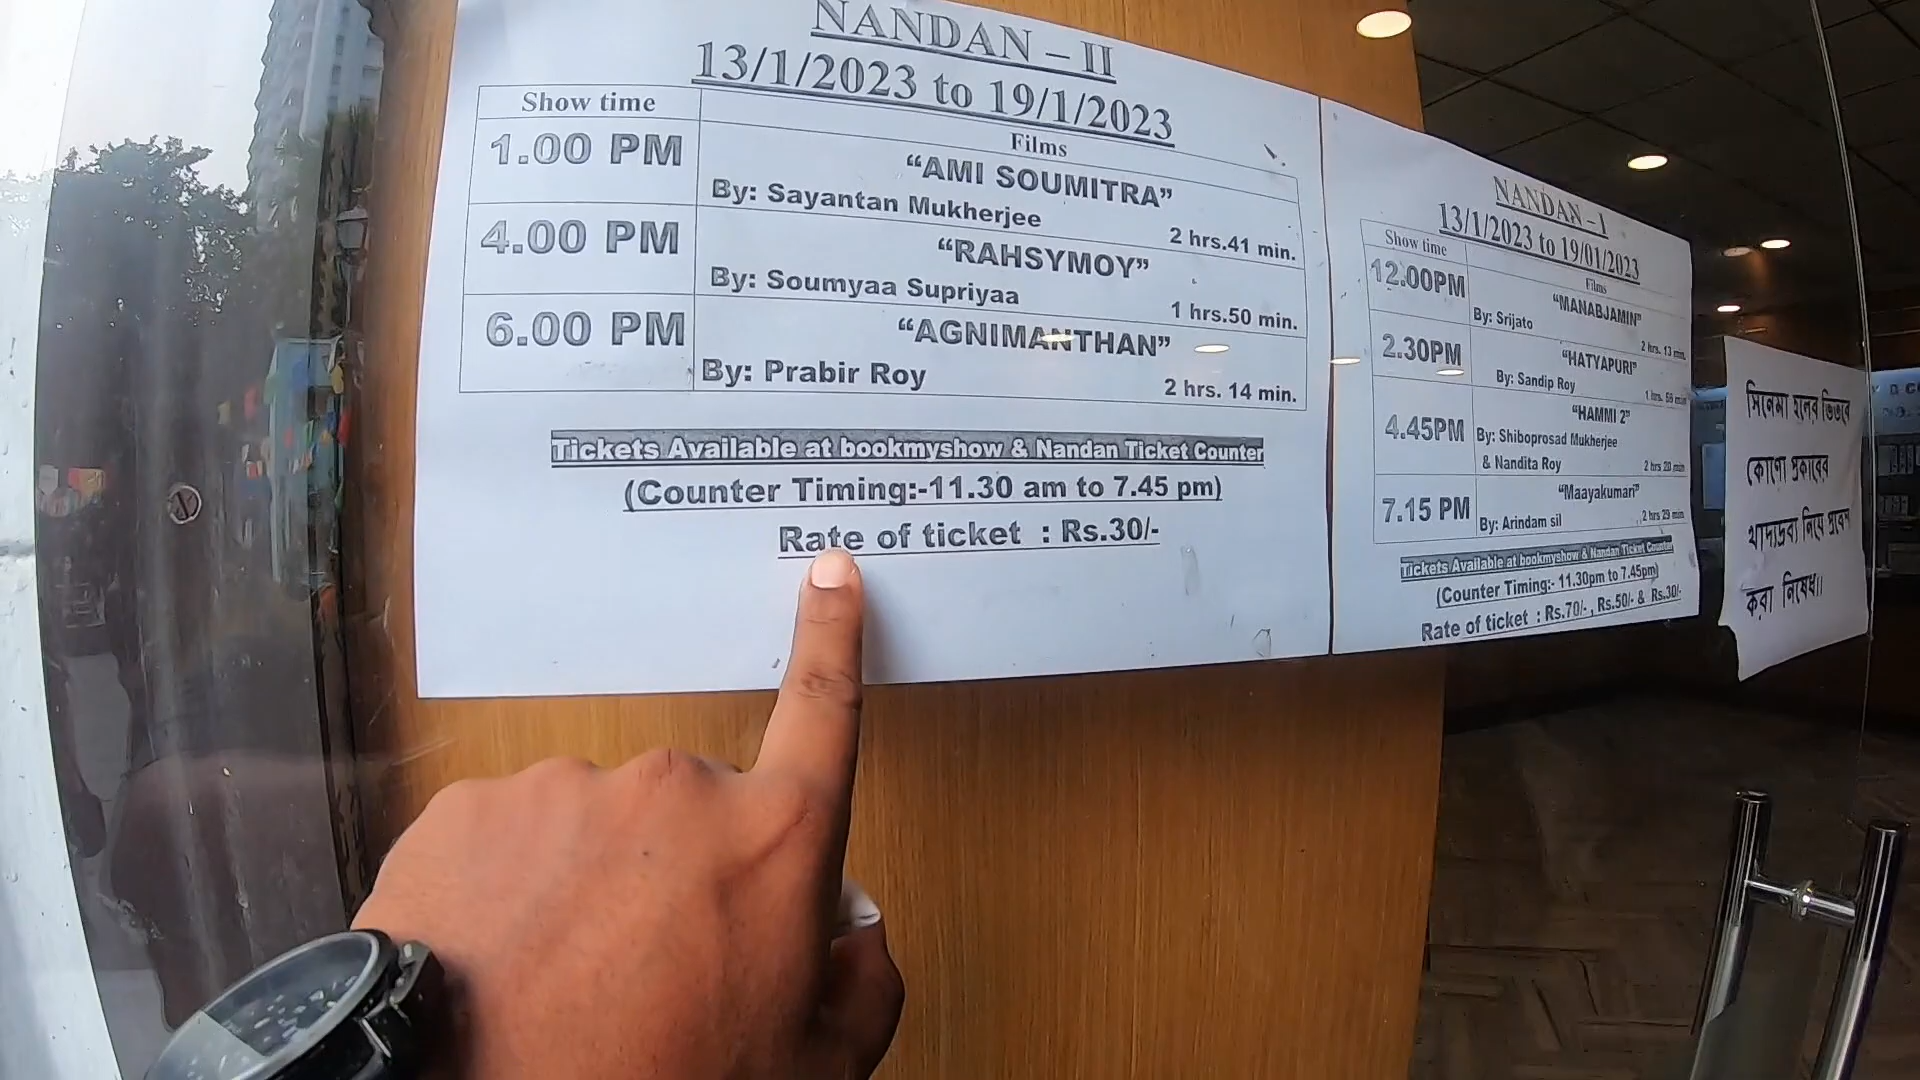 NANDAN – II
13/1/2023 to 19/1/2023
Show time
Films
1.00 PM
“AMI SOUMITRA”
By: Sayantan Mukherjee
2 hrs.41 min.
4.00 PM
“RAHSYMOY”
By: Soumyaa Supriyaa
1 hrs.50 min.
6.00 PM
“AGNIMANTHAN”
By: Prabir Roy
2 hrs. 14 min.
Tickets Available at bookmyshow & Nandan Ticket Counter
(Counter Timing:-11.30 am to 7.45 pm)
Rate of ticket : Rs.30/-
NANDAN – I
13/1/2023 to 19/01/2023
Show time
Films
12.00PM
“MANABJAMIN”
By: Srijato
2 hrs. 13 min.
2.30PM
“HATYAPURI”
By: Sandip Roy
1 hrs. 56 min
4.45PM
“HAMMI 2”
By: Shiboprosad Mukherjee
& Nandita Roy
2 hrs 20 min
7.15 PM
“Maayakumari”
By: Arindam sil
2 hrs 29 min
Tickets Available at bookmyshow & Nandan Ticket Counter
(Counter Timing:- 11.30pm to 7.45pm)
Rate of ticket : Rs.70/- , Rs.50/- & Rs.30/-
সিনেমা হলের ভিতরে
কোনো প্রকারের
খাদ্যদ্রব্য নিয়ে প্রবেশ
করা নিষেধ।।